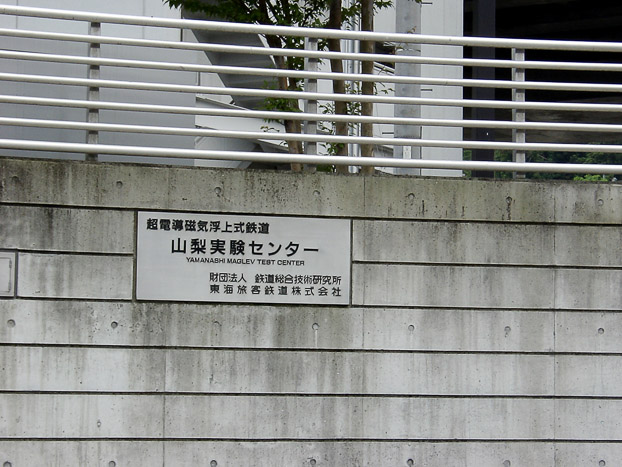 超電導磁気浮上式鉄道
山梨実験センター
YAMANASHI MAGLEV TEST CENTER
財団法人 鉄道総合技術研究所
東海旅客鉄道株式会社